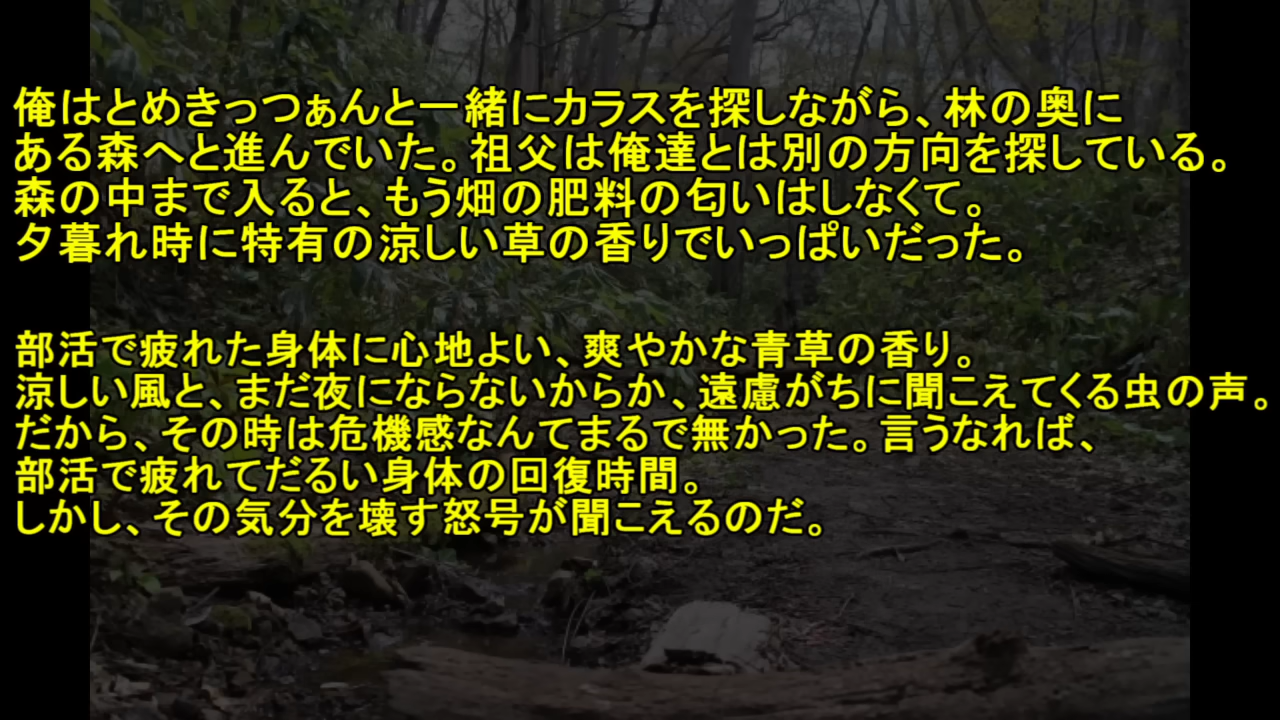 俺はとめきっつぁんと一緒にカラスを探しながら、林の奥に
ある森へと進んでいた。祖父は俺達とは別の方向を探している。
森の中まで入ると、もう畑の肥料の匂いはしなくて。
夕暮れ時に特有の涼しい草の香りでいっぱいだった。
部活で疲れた身体に心地よい、爽やかな青草の香り。
涼しい風と、まだ夜にならないからか、遠慮がちに聞こえてくる虫の声。
だから、その時は危機感なんてまるで無かった。言うなれば、
部活で疲れてだるい身体の回復時間。
しかし、その気分を壊す怒号が聞こえるのだ。